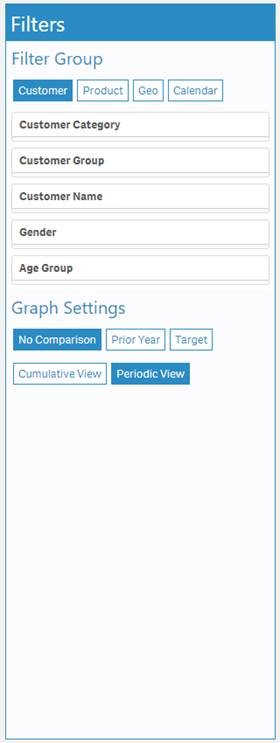 Filters
Filter Group
Customer Product Geo Calendar
Customer Category
Customer Group
Customer Name
Gender
Age Group
Graph Settings
No Comparison Prior Year Target
Cumulative View Periodic View